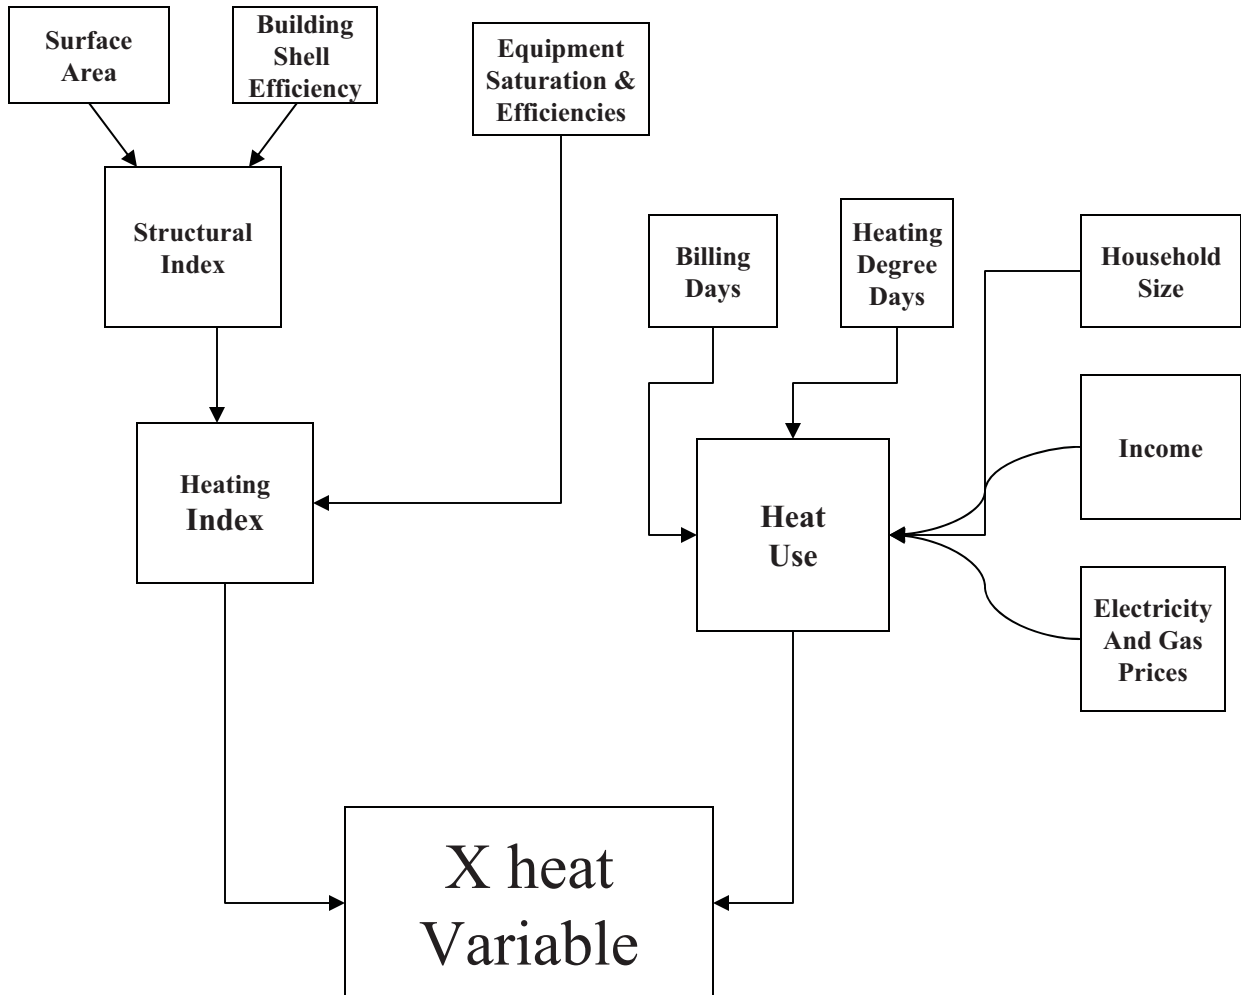 Surface
Area
Building
Shell
Efficiency
Equipment
Saturation &
Efficiencies
Structural
Index
Billing
Days
Heating
Degree
Days
Household
Size
Income
Heating
Index
Heat
Use
Electricity
And Gas
Prices
X heat
Variable